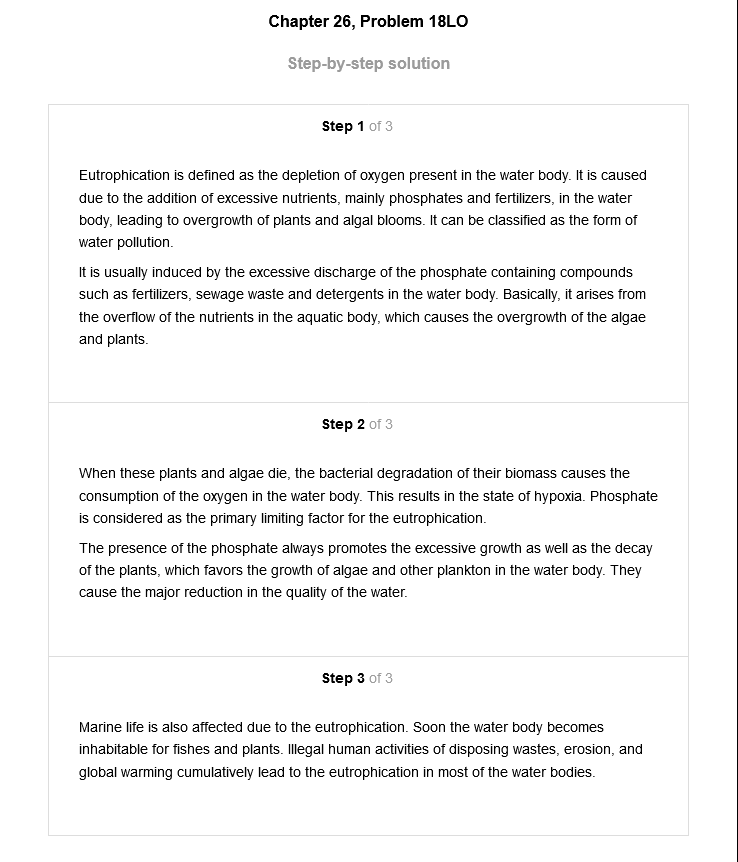 Chapter 26, Problem 18LO
Step-by-step solution
Step 1 of 3
Eutrophication is defined as the depletion of oxygen present in the water body. It is caused
due to the addition of excessive nutrients, mainly phosphates and fertilizers, in the water
body, leading to overgrowth of plants and algal blooms. It can be classified as the form of
water pollution.
It is usually induced by the excessive discharge of the phosphate containing compounds
such as fertilizers, sewage waste and detergents in the water body. Basically, it arises from
the overflow of the nutrients in the aquatic body, which causes the overgrowth of the algae
and plants.
Step 2 of 3
When these plants and algae die, the bacterial degradation of their biomass causes the
consumption of the oxygen in the water body. This results in the state of hypoxia. Phosphate
is considered as the primary limiting factor for the eutrophication.
The presence of the phosphate always promotes the excessive growth as well as the decay
of the plants, which favors the growth of algae and other plankton in the water body. They
cause the major reduction in the quality of the water.
Step 3 of 3
Marine life is also affected due to the eutrophication. Soon the water body becomes
inhabitable for fishes and plants. Illegal human activities of disposing wastes, erosion, and
global warming cumulatively lead to the eutrophication in most of the water bodies.